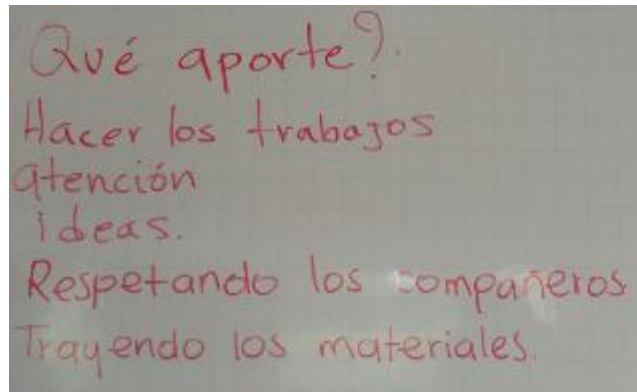 Qué aporte?.
Hacer los trabajos
atención
ideas.
Respetando los compañeros
Trayendo los materiales.